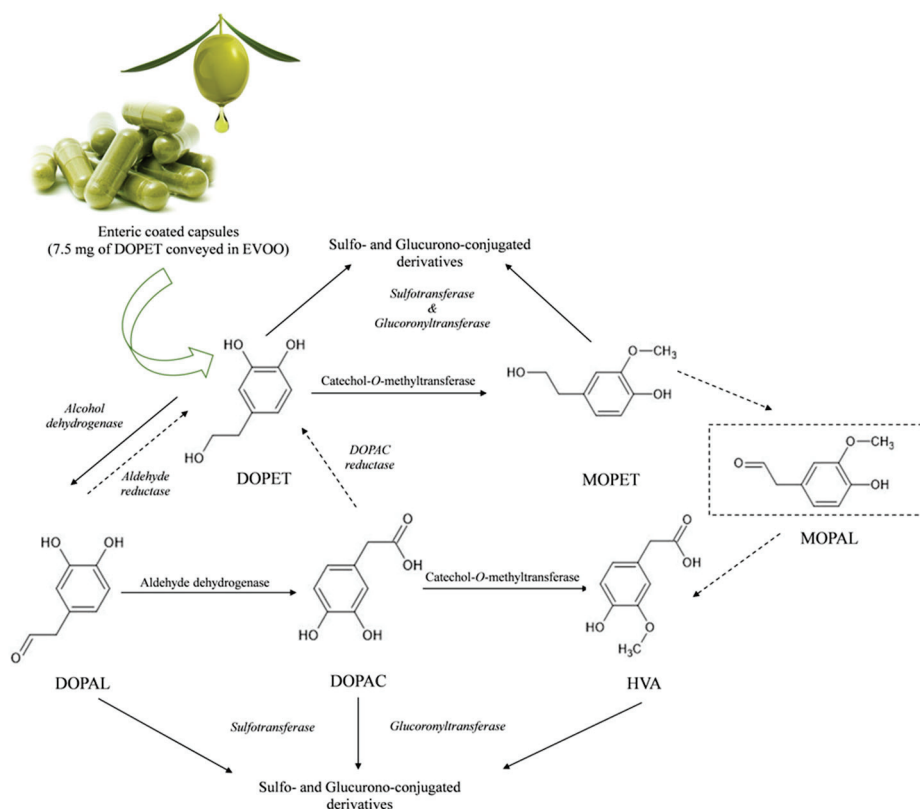 Enteric coated capsules
(7.5 mg of DOPET conveyed in EVOO)
Sulfo- and Glucurono-conjugated
derivatives
Sulfotransferase
&
Glucoronyltransferase
HO
OH
HO
DOPET
Catechol-O-methyltransferase
HO
O
CH3
OH
MOPET
Alcohol
dehydrogenase
Aldehyde
reductase
DOPAC
reductase
O
O
CH3
OH
MOPAL
HO
OH
O
DOPAL
Aldehyde dehydrogenase
O
OH
HO
OH
DOPAC
Catechol-O-methyltransferase
O
OH
HO
O
H3C
HVA
Sulfotransferase
Glucoronyltransferase
Sulfo- and Glucurono-conjugated
derivatives